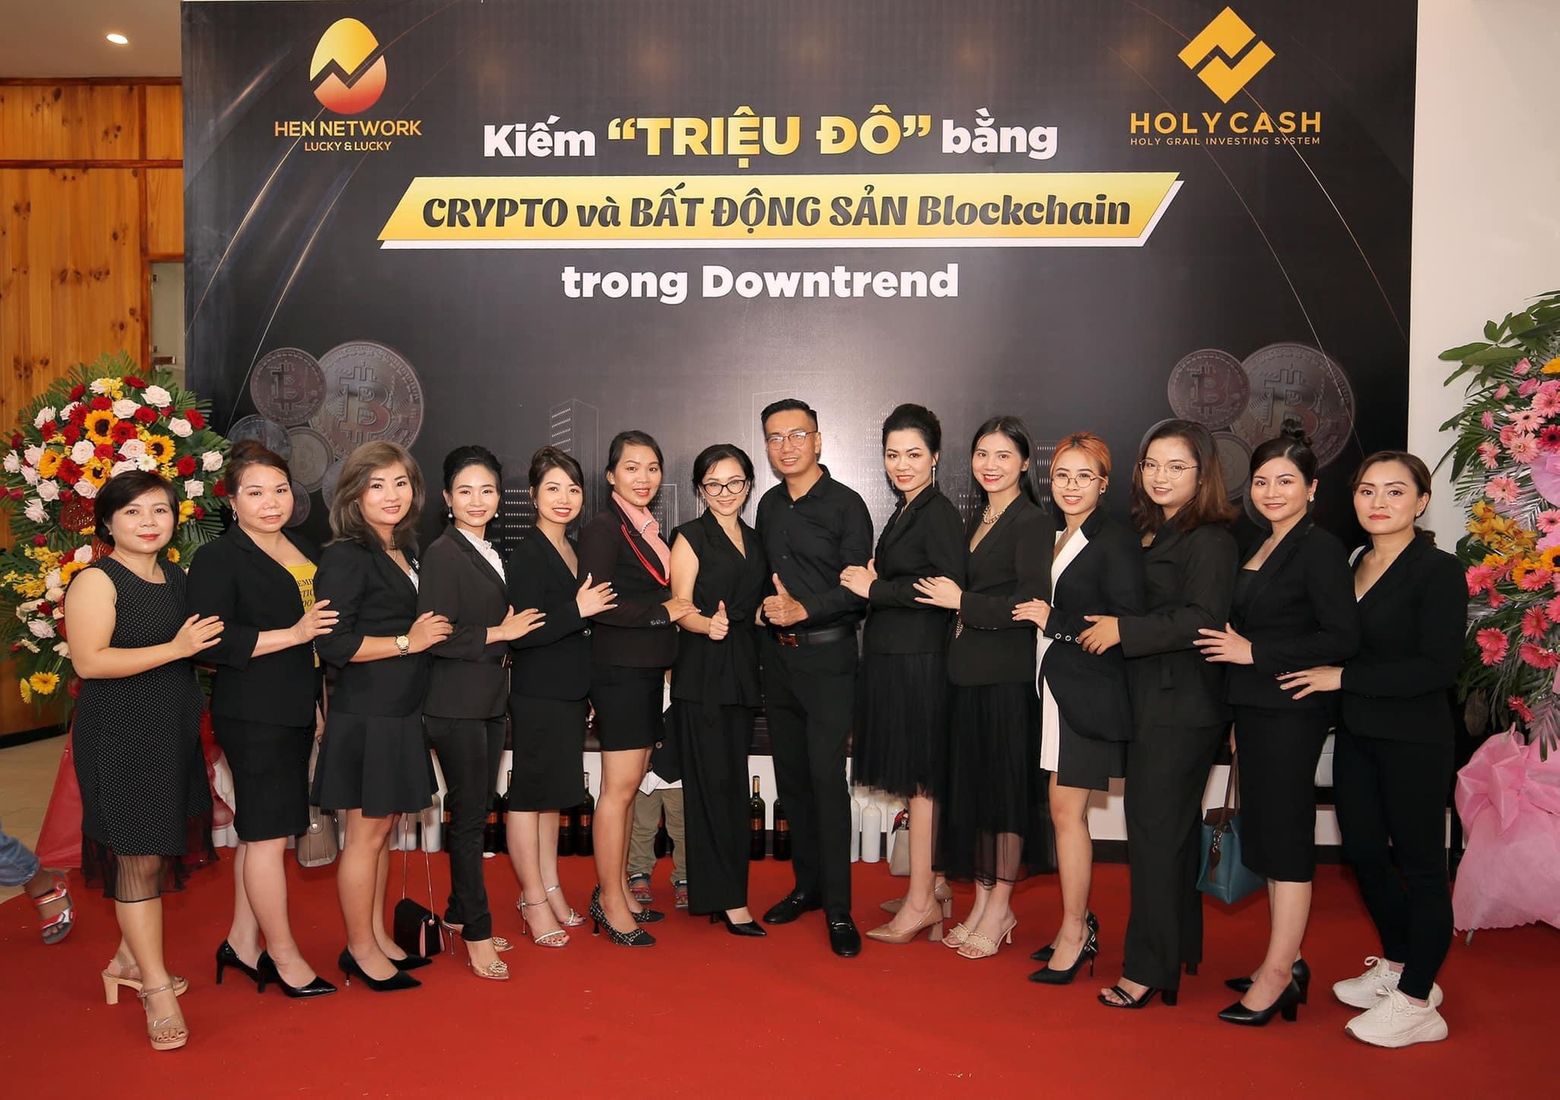 HEN NETWORK
LUCKY & LUCKY
Kiếm “TRIỆU ĐÔ” bằng
CRYPTO và BẤT ĐỘNG SẢN Blockchain
trong Downtrend
HOLY CASH
HOLY GRAIL INVESTING SYSTEM